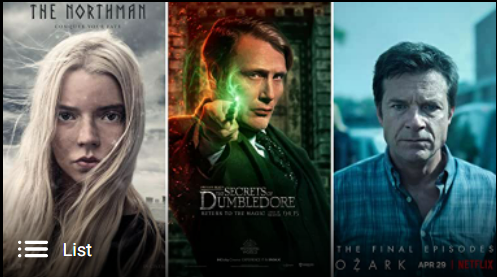 THE NORTHMAN
CONQUER YOUR FATE
THE SECRETS OF
DUMBLEDORE
RETURN TO THE MAGIC
THE FINAL EPISODES
OZARK APR 29 NETFLIX
List